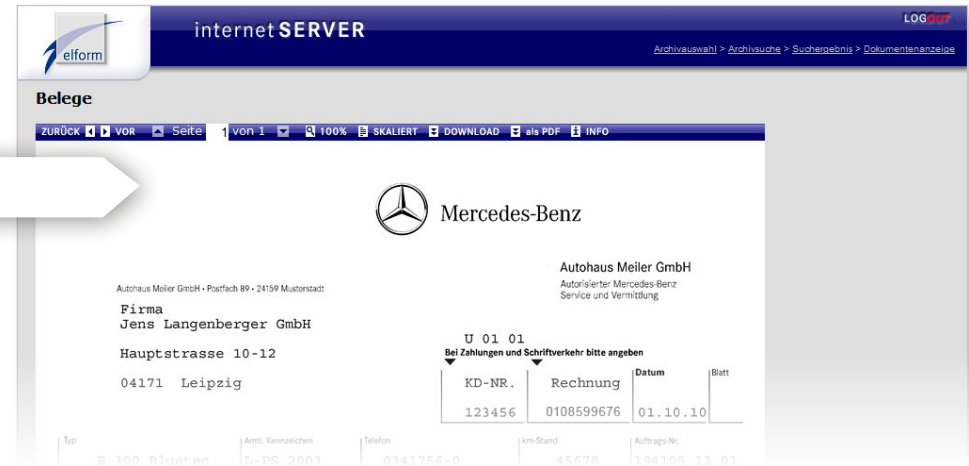 LOGOUT
internet SERVER
elform
Archivauswahl > Archivsuche > Suchergebnis > Dokumentenanzeige
Belege
ZURÜCK VOR Seite 1 von 1 100% SKALIERT DOWNLOAD als PDF INFO
Mercedes-Benz
Autohaus Meiler GmbH
Autorisierter Mercedes-Benz
Service und Vermittlung
Autohaus Meiler GmbH • Postfach 89 • 24159 Musterstadt
Firma
Jens Langenberger GmbH
Hauptstrasse 10-12
04171 Leipzig
U 01 01
Bei Zahlungen und Schriftverkehr bitte angeben
KD-NR. Rechnung Datum Blatt
123456 0108599676 01.10.10
Typ Amtl. Kennzeichen Telefon km-Stand Auftrags-Nr.
E 300 Bluetec L-PS 2003 0341756-0 45678 194105 13 01